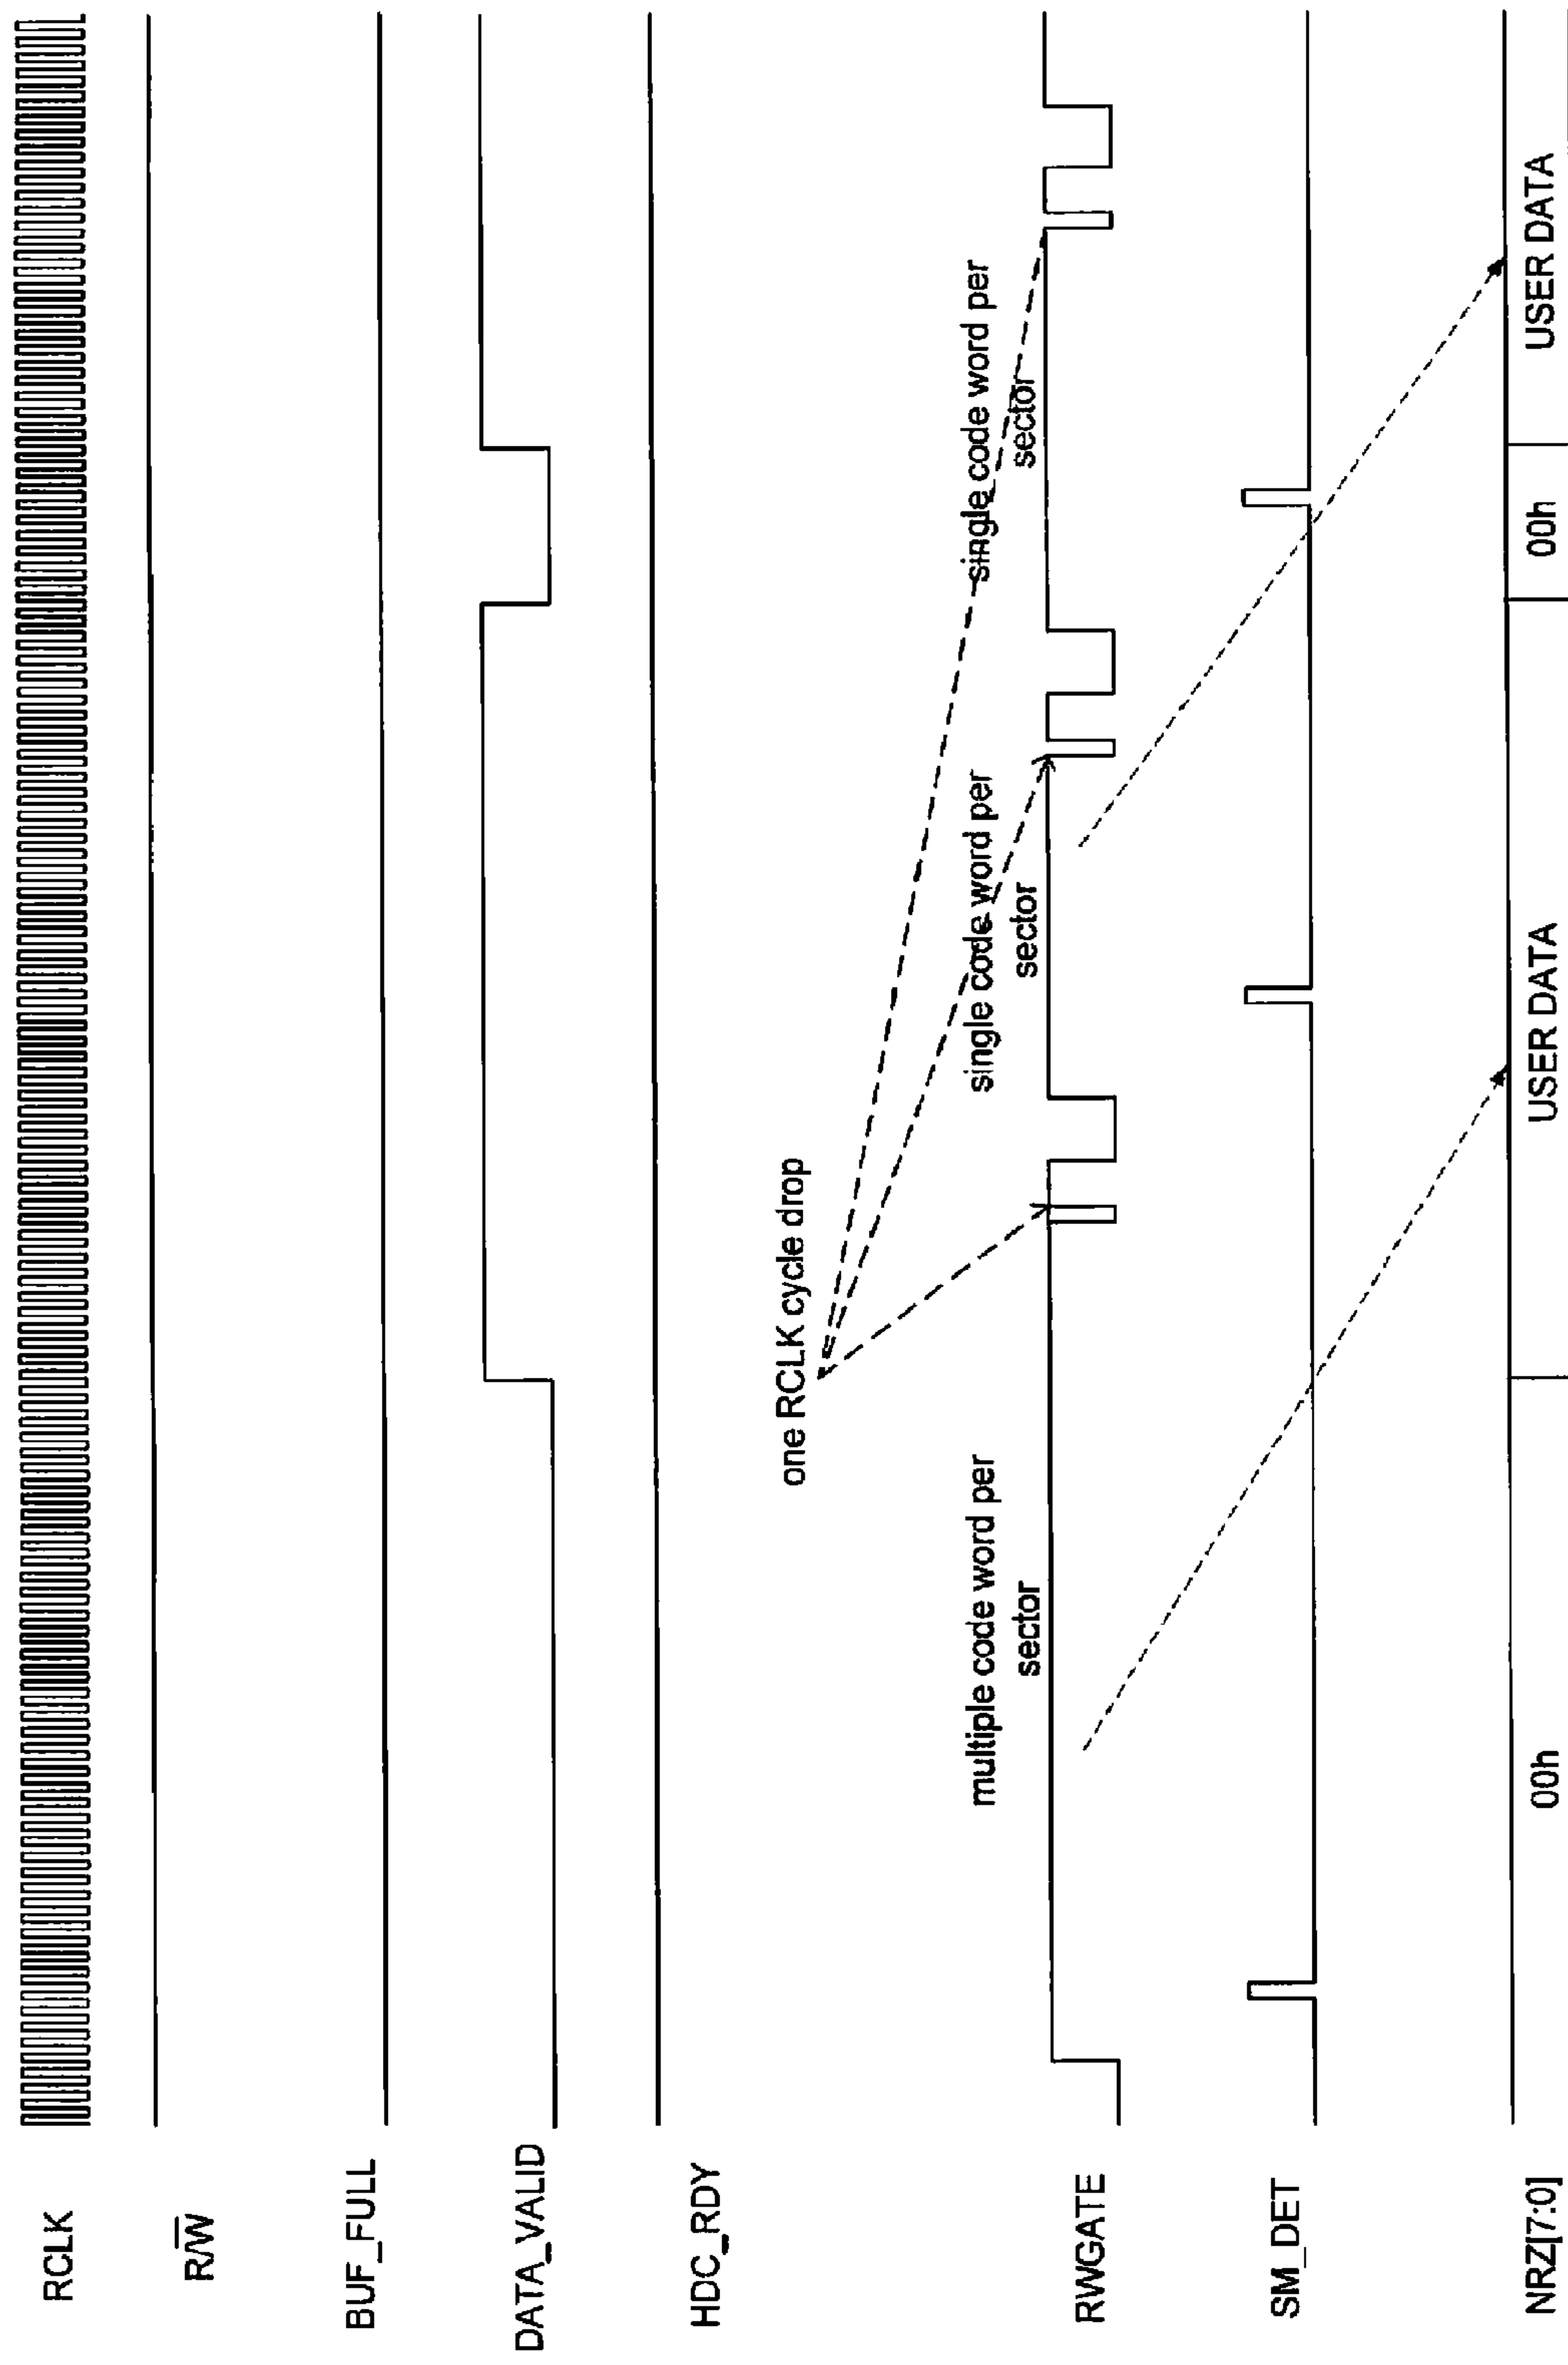 RCLK
R/W
BUF_FULL
DATA_VALID
HDC_RDY
one RCLK cycle drop
multiple code word per
sector
single code word per
sector
single code word per
sector
RWGATE
SM_DET
NRZ[7:0]
00h
USER DATA
00h
USER DATA